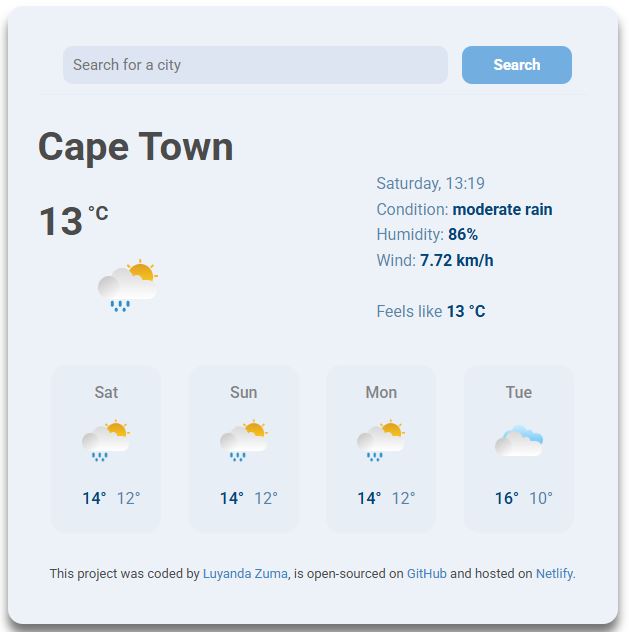 Search for a city
Search
Cape Town
13 °C
Saturday, 13:19
Condition: moderate rain
Humidity: 86%
Wind: 7.72 km/h
Feels like 13 °C
Sat
Sun
Mon
Tue
14° 12°
14° 12°
14° 12°
16° 10°
This project was coded by Luyanda Zuma, is open-sourced on GitHub and hosted on Netlify.